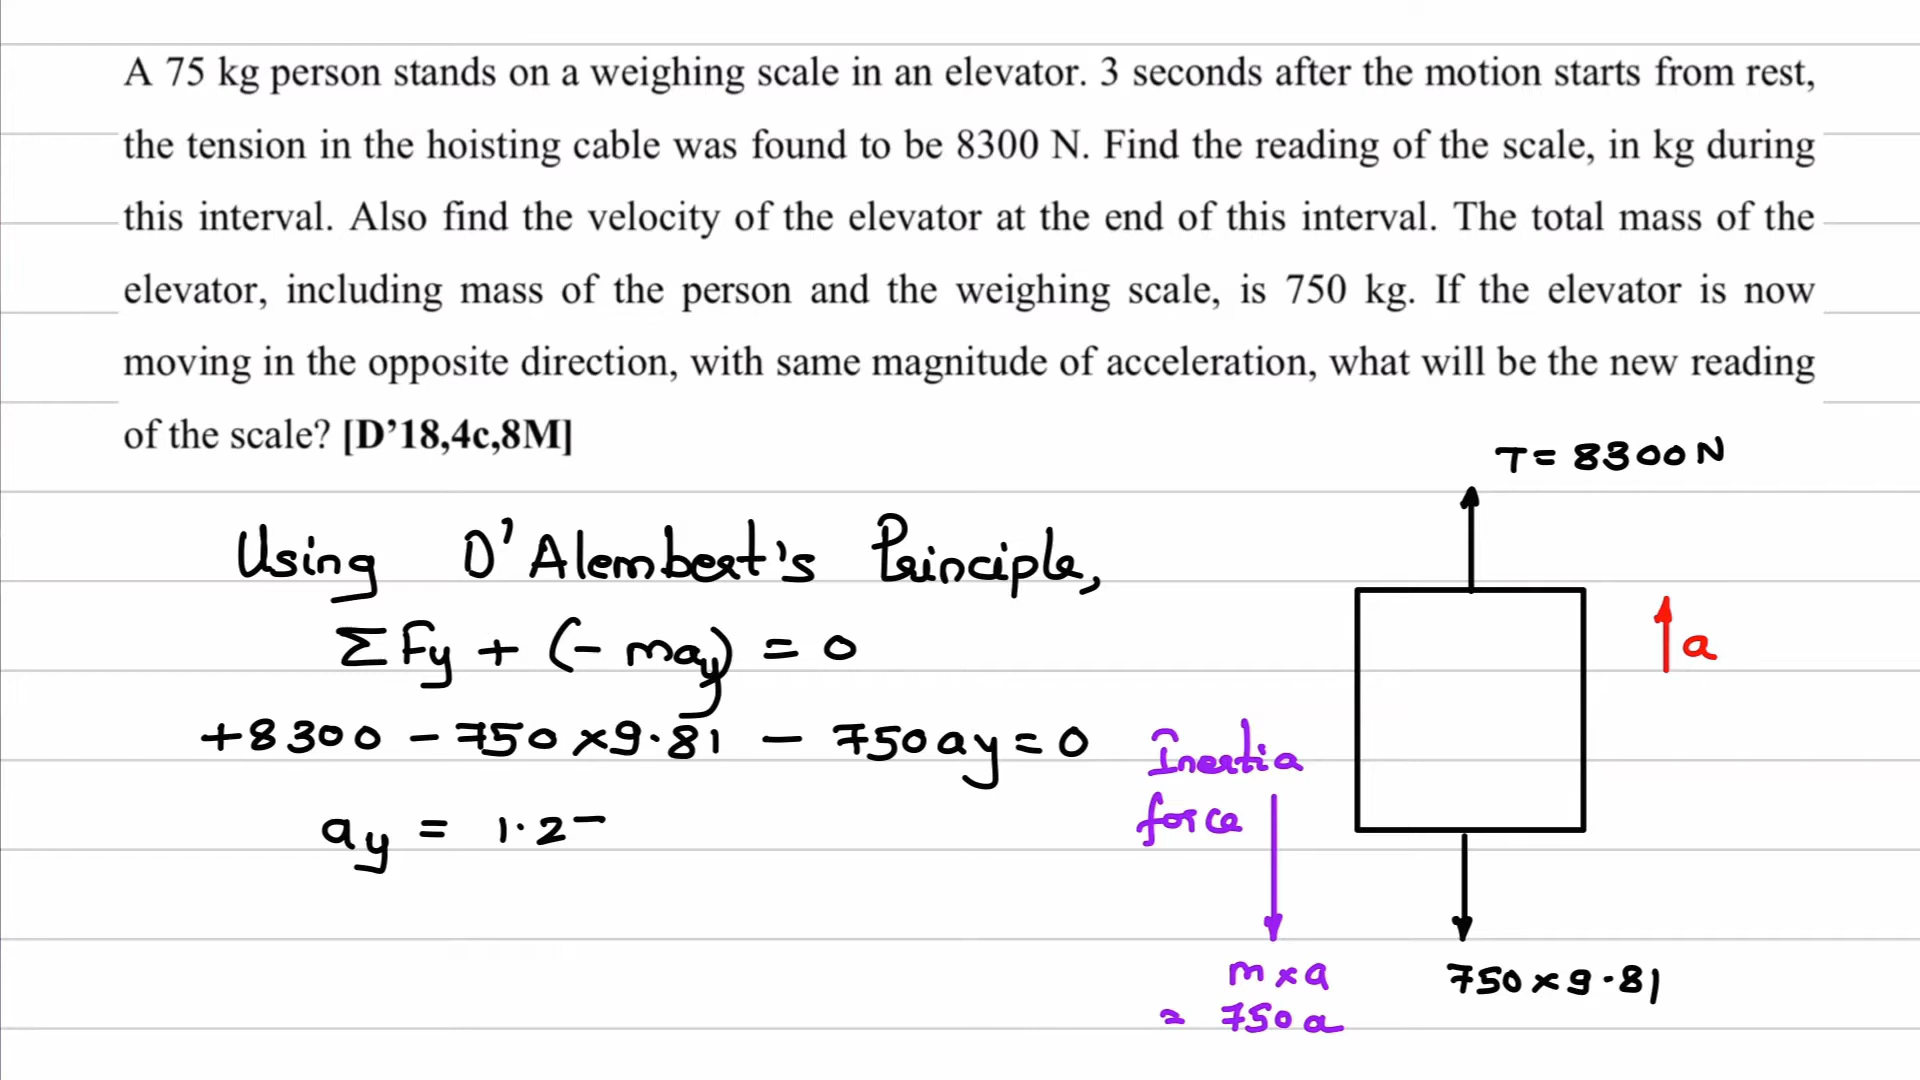 A 75 kg person stands on a weighing scale in an elevator. 3 seconds after the motion starts from rest,
the tension in the hoisting cable was found to be 8300 N. Find the reading of the scale, in kg during
this interval. Also find the velocity of the elevator at the end of this interval. The total mass of the
elevator, including mass of the person and the weighing scale, is 750 kg. If the elevator is now
moving in the opposite direction, with same magnitude of acceleration, what will be the new reading
of the scale? [D’18,4c,8M]
T = 8300 N
Using D'Alembert's Principle,
ΣFy + (- may) = 0
a
+8300 - 750 ×9.81 - 750ay = 0
Inertia
force
ay = 1.2
m × a
= 750a
750×9.81